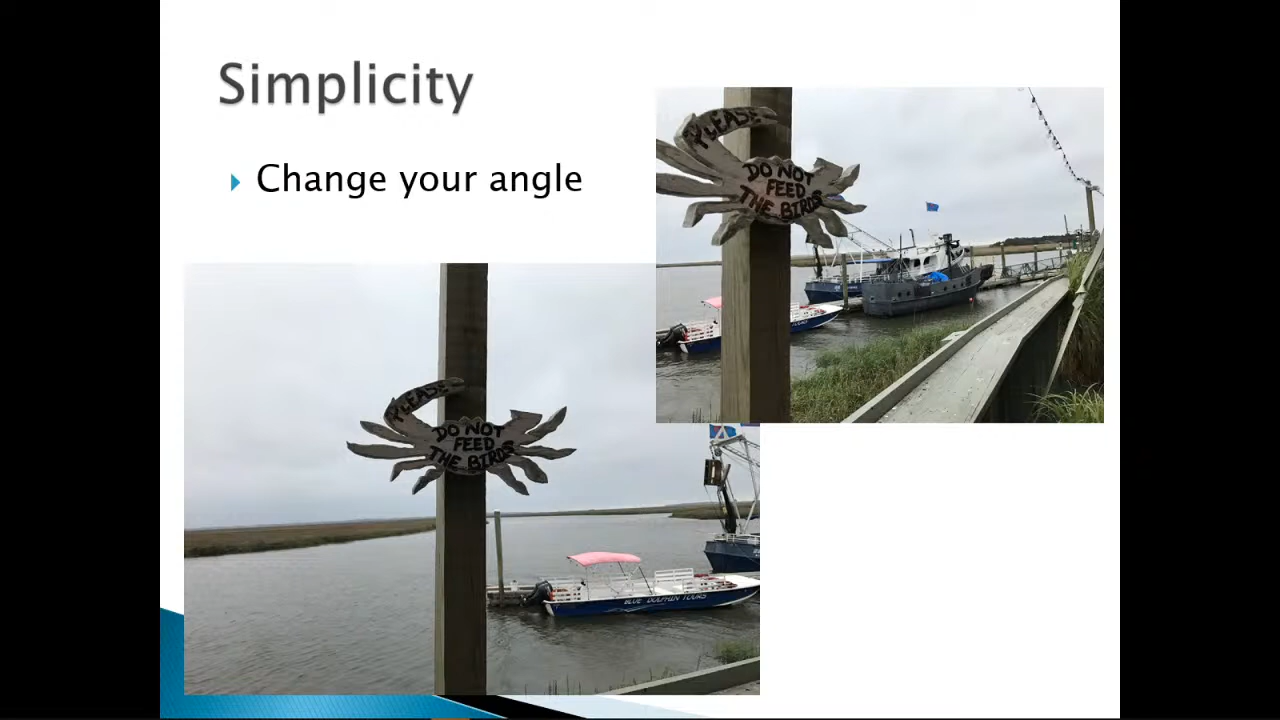 Simplicity
Change your angle
PLEASE
DO NOT
FEED
THE BIRDS
PLEASE
DO NOT
FEED
THE BIRDS
BLUE DOLPHIN TOURS